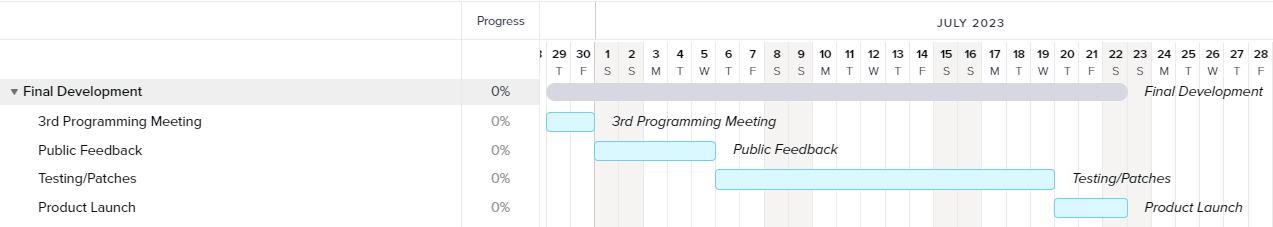 Progress
JULY 2023
29 30 1 2 3 4 5 6 7 8 9 10 11 12 13 14 15 16 17 18 19 20 21 22 23 24 25 26 27 28
T F S S M T W T F S S M T W T F S S M T W T F S S M T W T F
Final Development 0% Final Development
3rd Programming Meeting 0% 3rd Programming Meeting
Public Feedback 0% Public Feedback
Testing/Patches 0% Testing/Patches
Product Launch 0% Product Launch